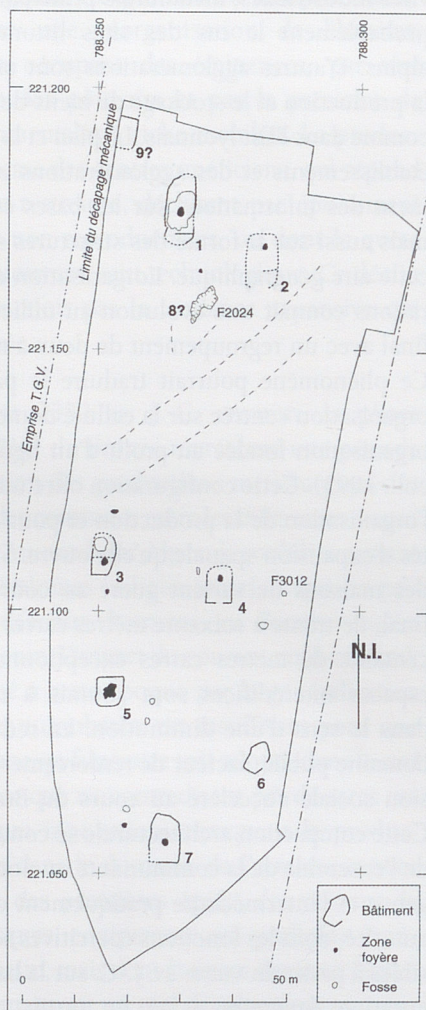 788.250
788.300
221.200
Limite du décapage mécanique
9?
1
2
8?
F2024
221.150
Emprise T.G.V.
3
4
F3012
221.100
N.I.
5
6
7
221.050
Bâtiment
Zone
foyère
Fosse
0
50 m